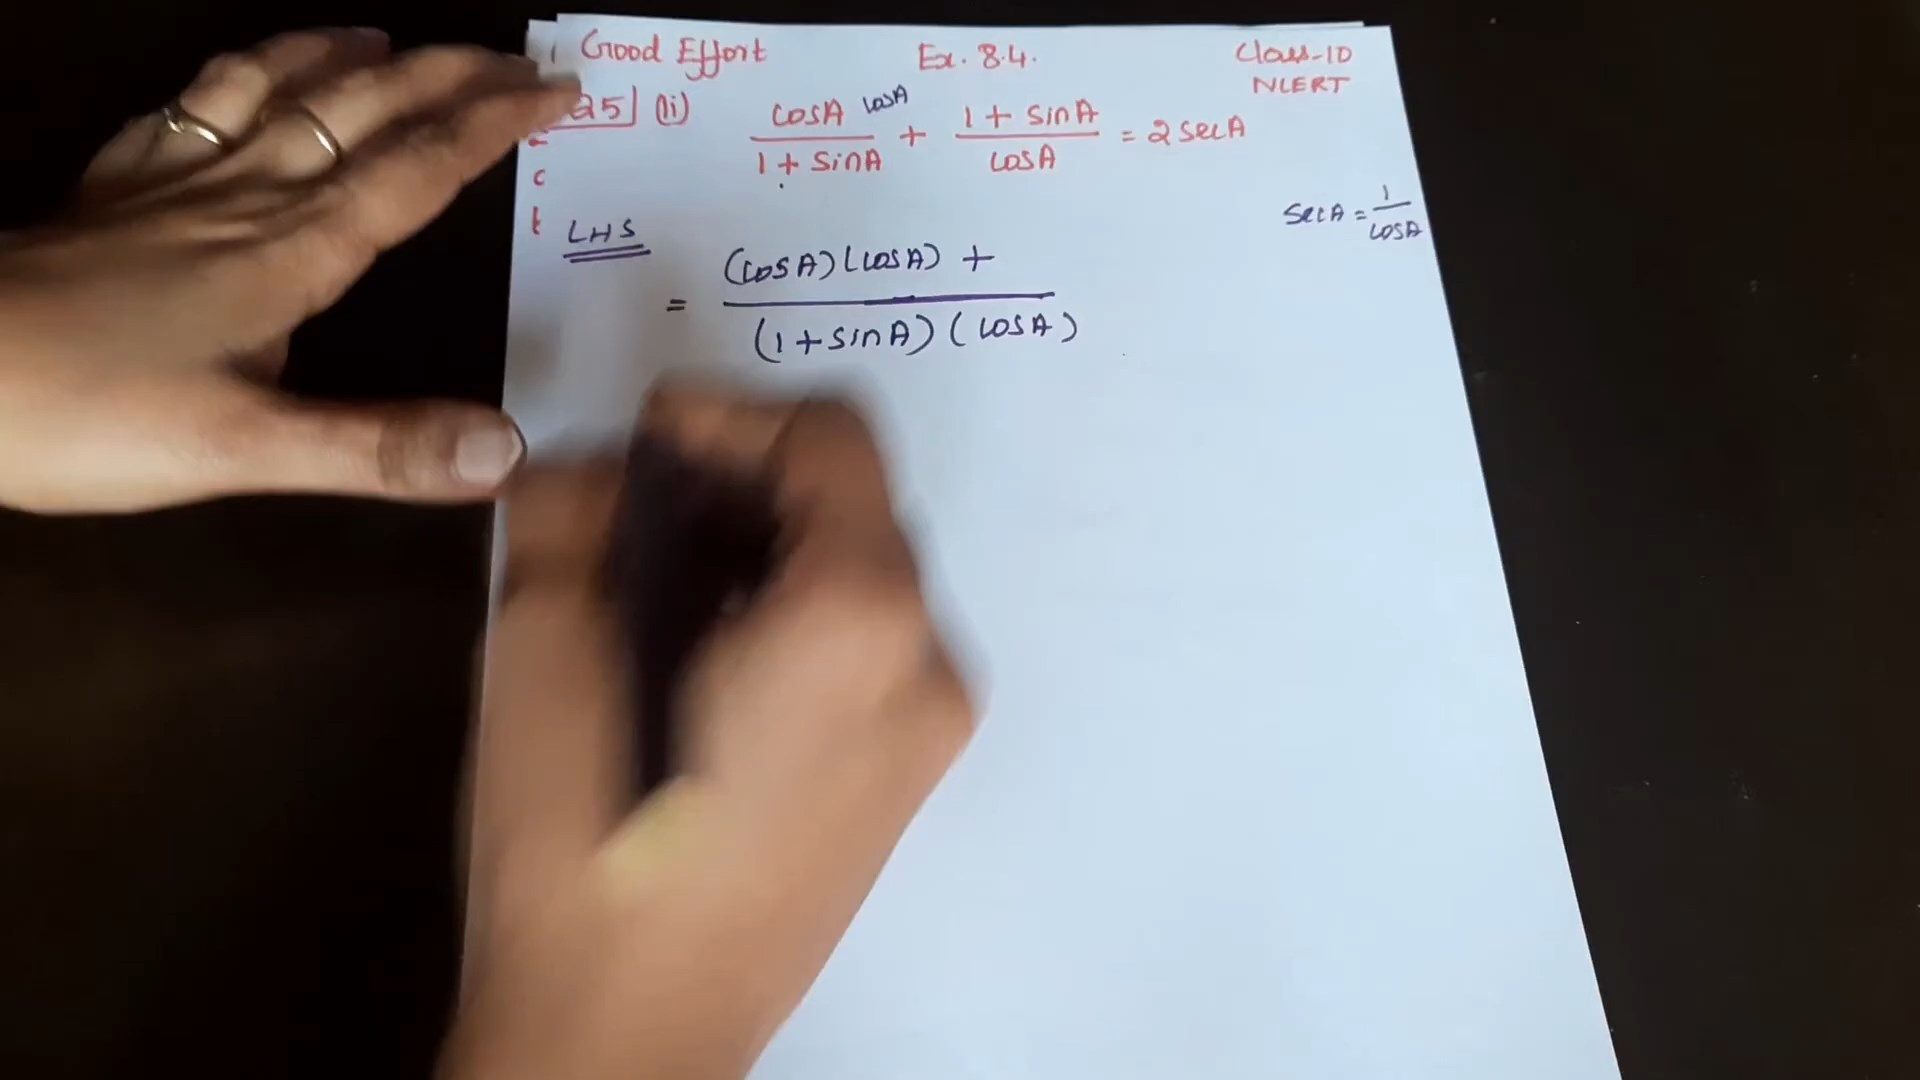 Good Effort Ex. 8.4. Class-10
NCERT
25 (ii) cosA cosA + 1 + sinA = 2 secA
1 + sinA cosA
c
t
secA = 1
cosA
LHS
= (cosA)(cosA) +
(1+sinA)(cosA)